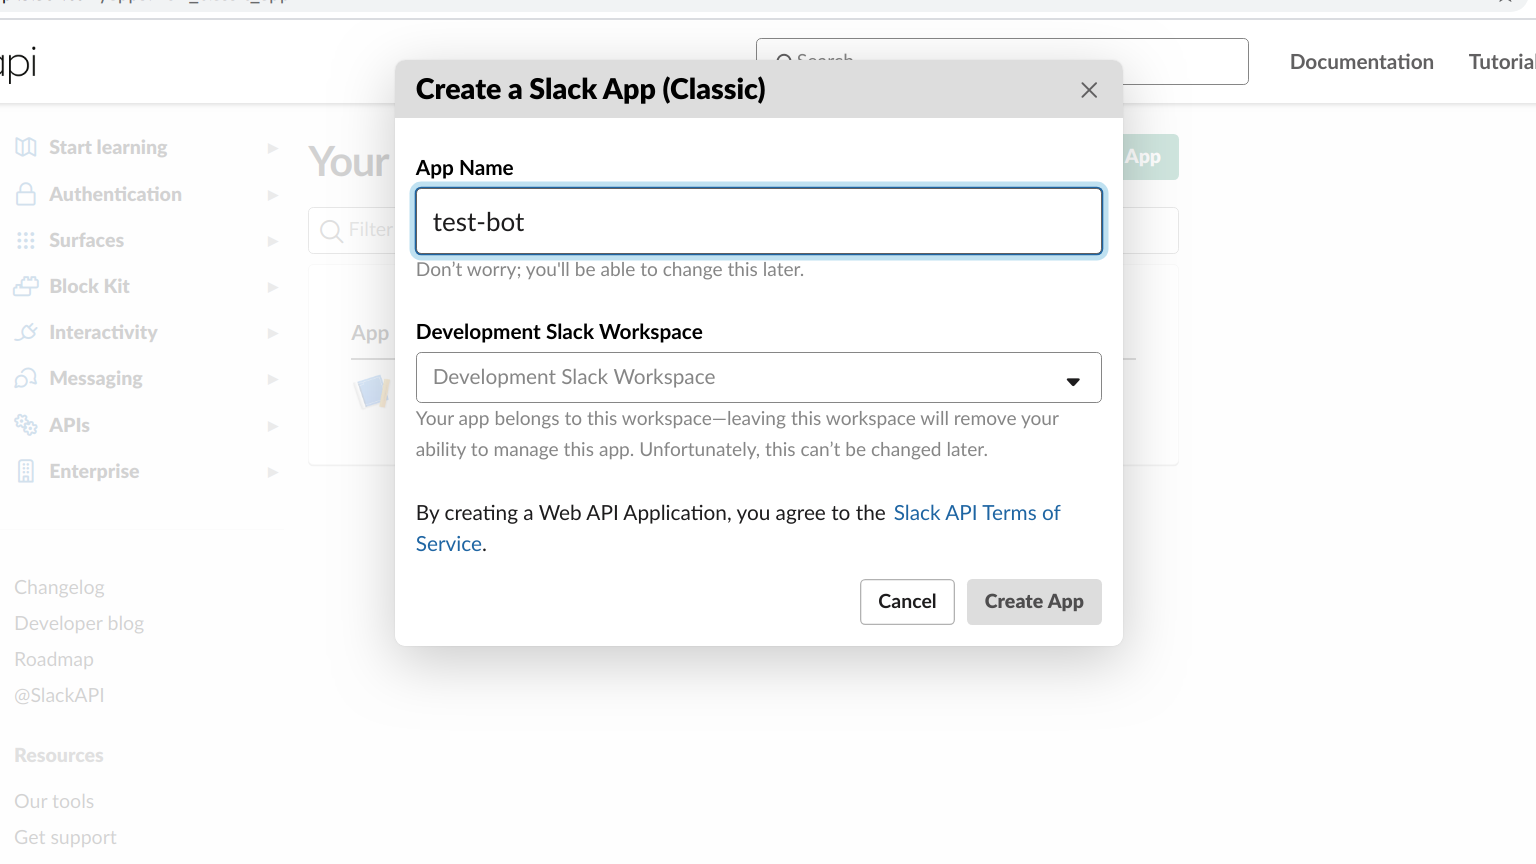 api
Search
Documentation
Tutorial
Create a Slack App (Classic)
Start learning
Authentication
Surfaces
Block Kit
Interactivity
Messaging
APIs
Enterprise
Changelog
Developer blog
Roadmap
@SlackAPI
Resources
Our tools
Get support
Your
App
Filter
App
App Name
test-bot
Don't worry; you'll be able to change this later.
Development Slack Workspace
Development Slack Workspace
Your app belongs to this workspace—leaving this workspace will remove your
ability to manage this app. Unfortunately, this can't be changed later.
By creating a Web API Application, you agree to the Slack API Terms of
Service.
Cancel
Create App